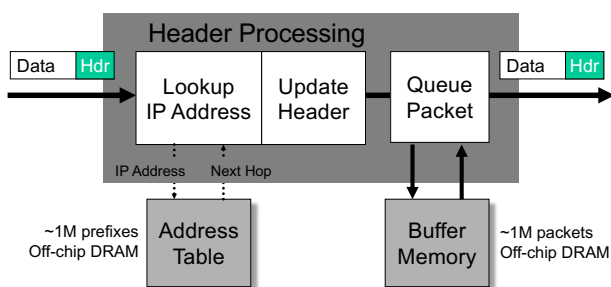 Header Processing
Data Hdr
Lookup
IP Address
Update
Header
Queue
Packet
Data Hdr
IP Address
Next Hop
~1M prefixes
Off-chip DRAM
Address
Table
Buffer
Memory
~1M packets
Off-chip DRAM